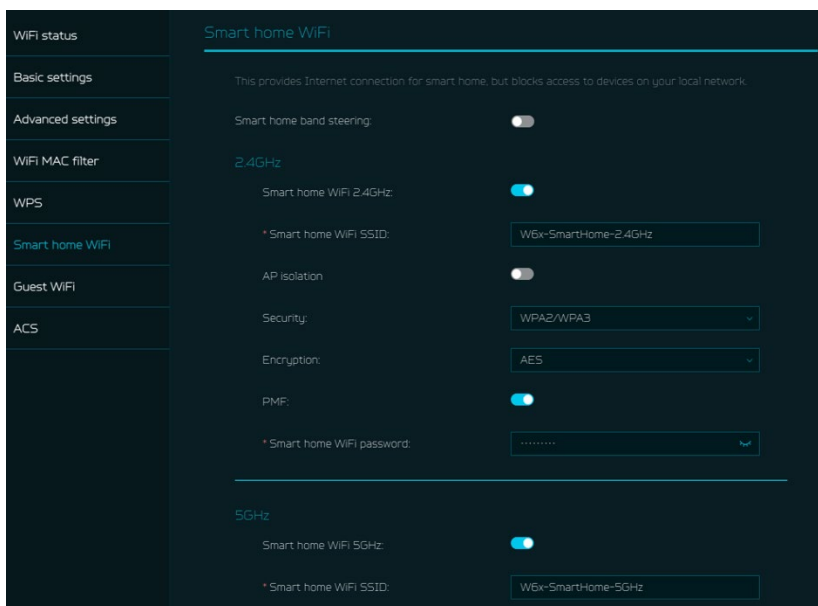 WiFi status
Basic settings
Advanced settings
WiFi MAC filter
WPS
Smart home WiFi
Guest WiFi
ACS
Smart home WiFi
This provides Internet connection for smart home, but blocks access to devices on your local network.
Smart home band steering:
2.4GHz
Smart home WiFi 2.4GHz:
* Smart home WiFi SSID: W6x-SmartHome-2.4GHz
AP isolation
Security: WPA2/WPA3
Encryption: AES
PMF:
* Smart home WiFi password: ·········
5GHz
Smart home WiFi 5GHz:
* Smart home WiFi SSID: W6x-SmartHome-5GHz